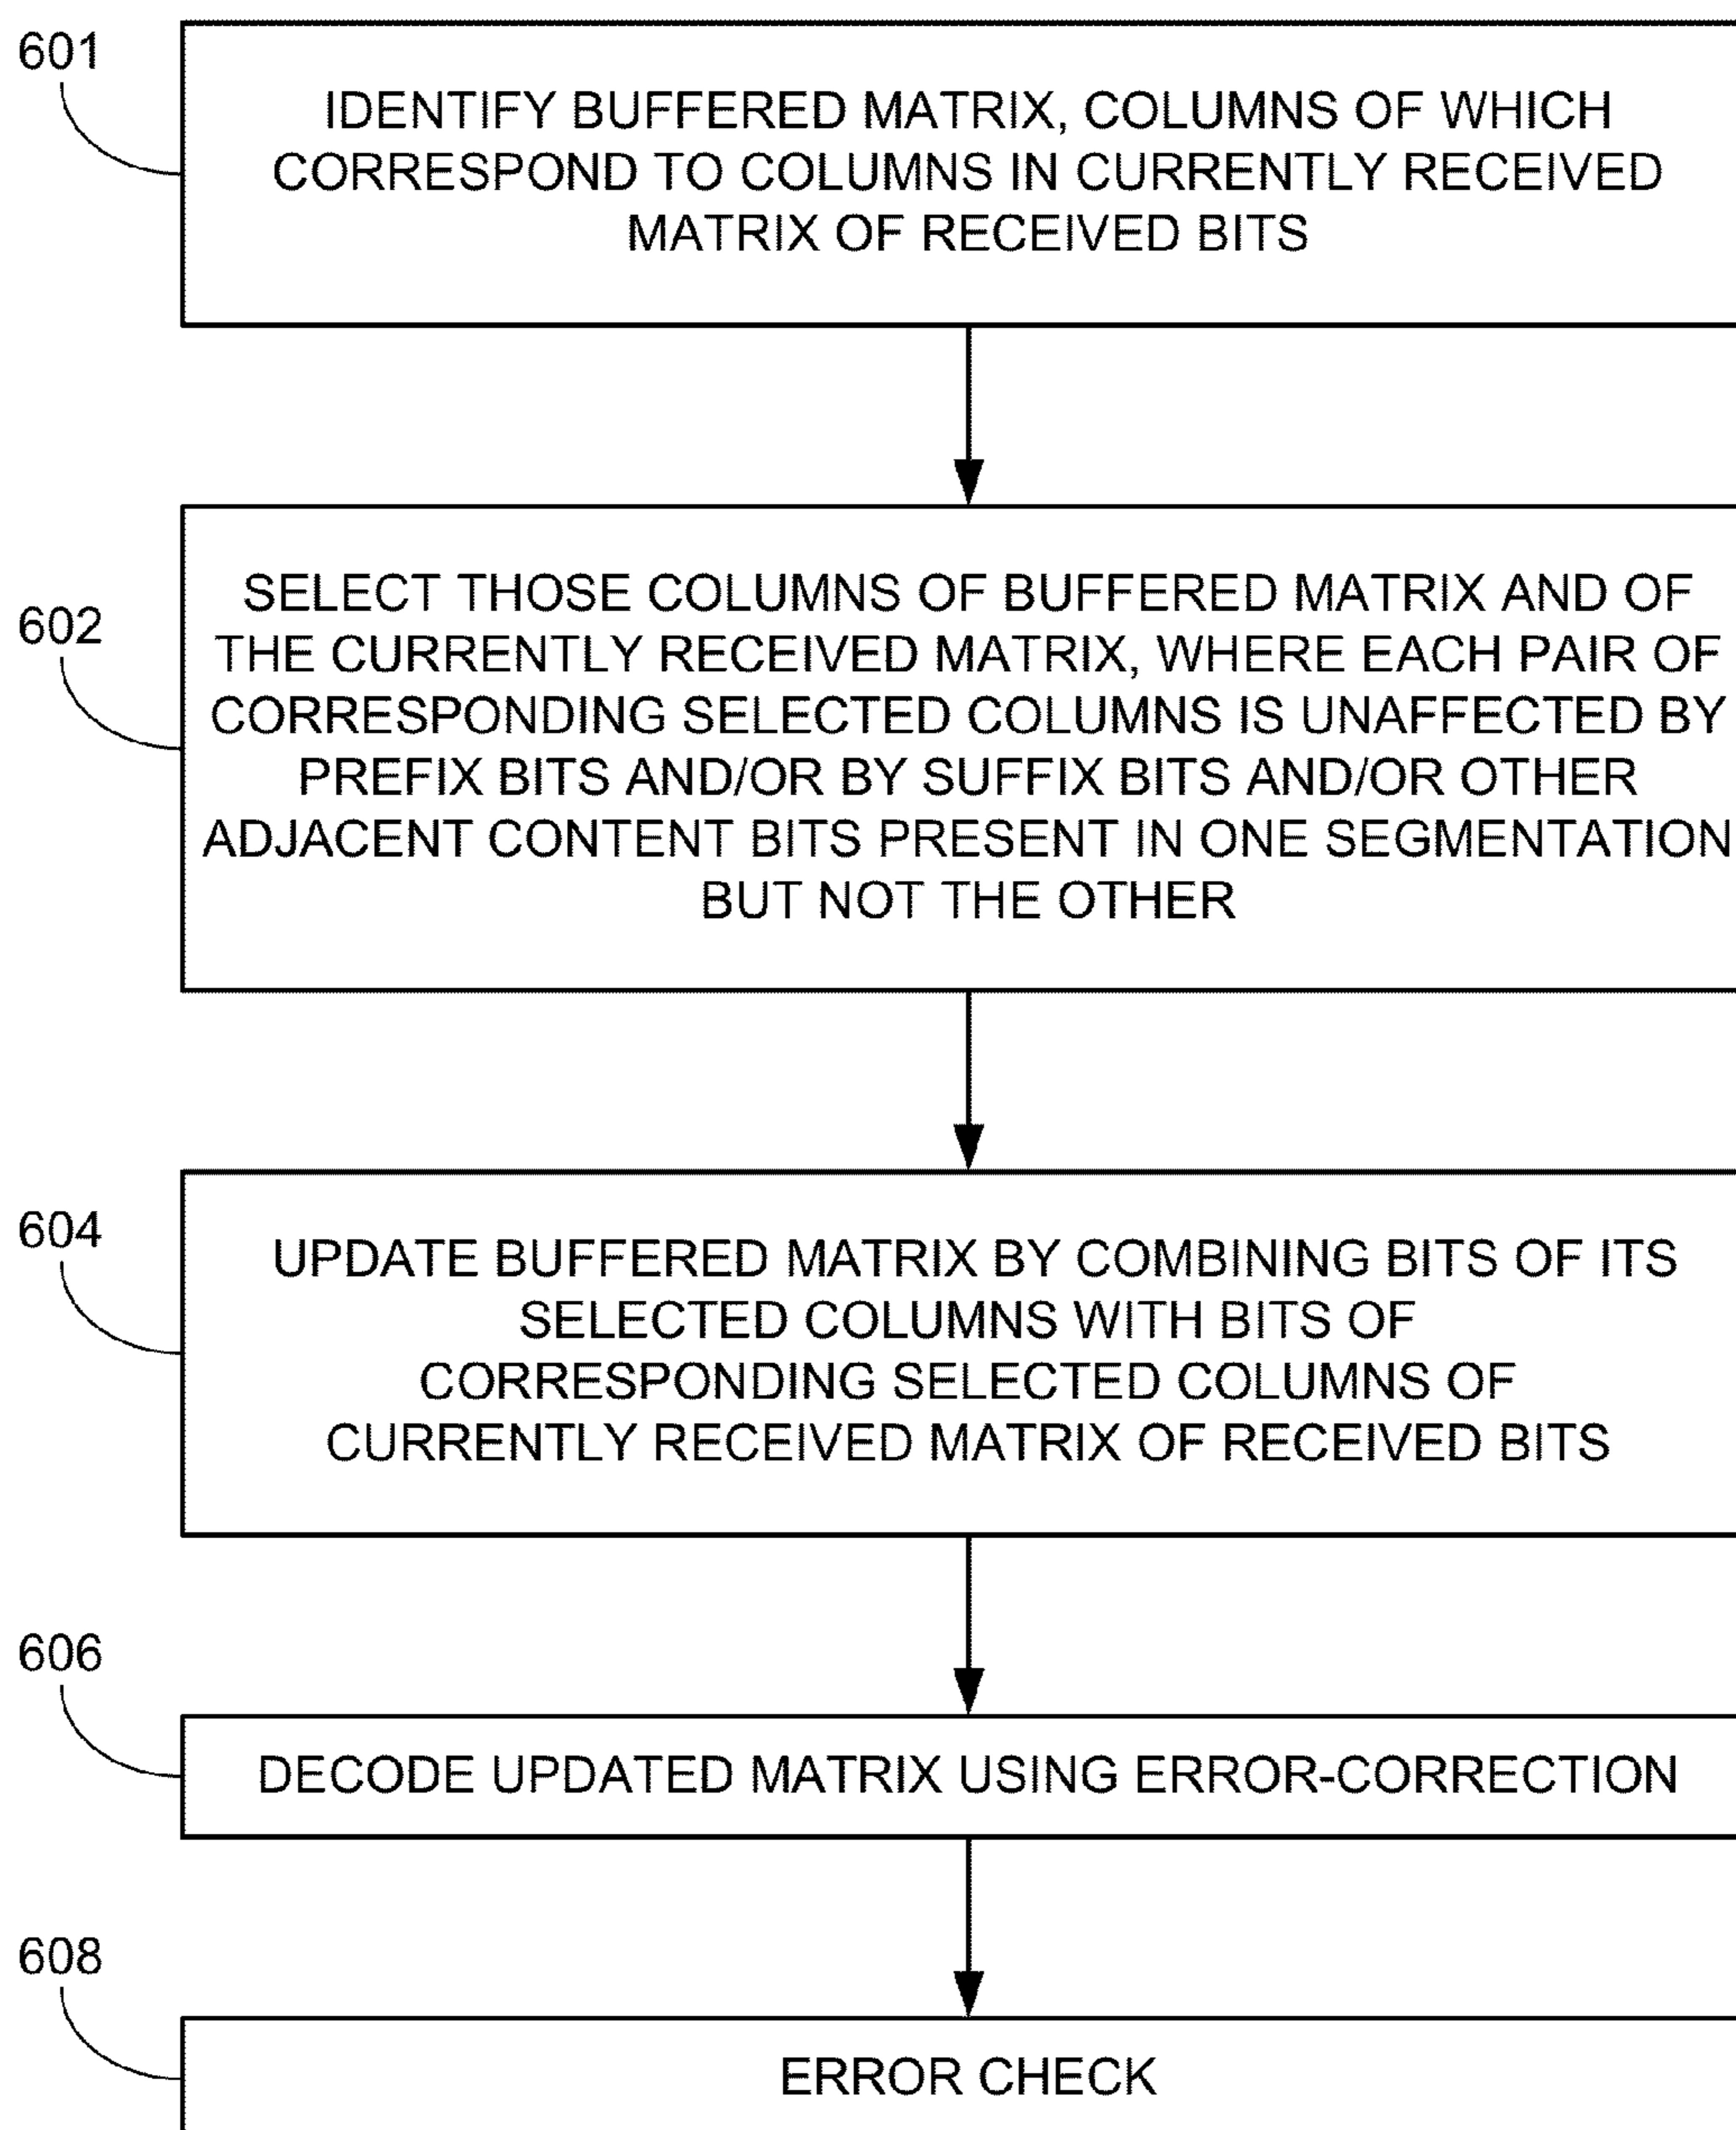 601
IDENTIFY BUFFERED MATRIX, COLUMNS OF WHICH
CORRESPOND TO COLUMNS IN CURRENTLY RECEIVED
MATRIX OF RECEIVED BITS
602
SELECT THOSE COLUMNS OF BUFFERED MATRIX AND OF
THE CURRENTLY RECEIVED MATRIX, WHERE EACH PAIR OF
CORRESPONDING SELECTED COLUMNS IS UNAFFECTED BY
PREFIX BITS AND/OR BY SUFFIX BITS AND/OR OTHER
ADJACENT CONTENT BITS PRESENT IN ONE SEGMENTATION
BUT NOT THE OTHER
604
UPDATE BUFFERED MATRIX BY COMBINING BITS OF ITS
SELECTED COLUMNS WITH BITS OF
CORRESPONDING SELECTED COLUMNS OF
CURRENTLY RECEIVED MATRIX OF RECEIVED BITS
606
DECODE UPDATED MATRIX USING ERROR-CORRECTION
608
ERROR CHECK